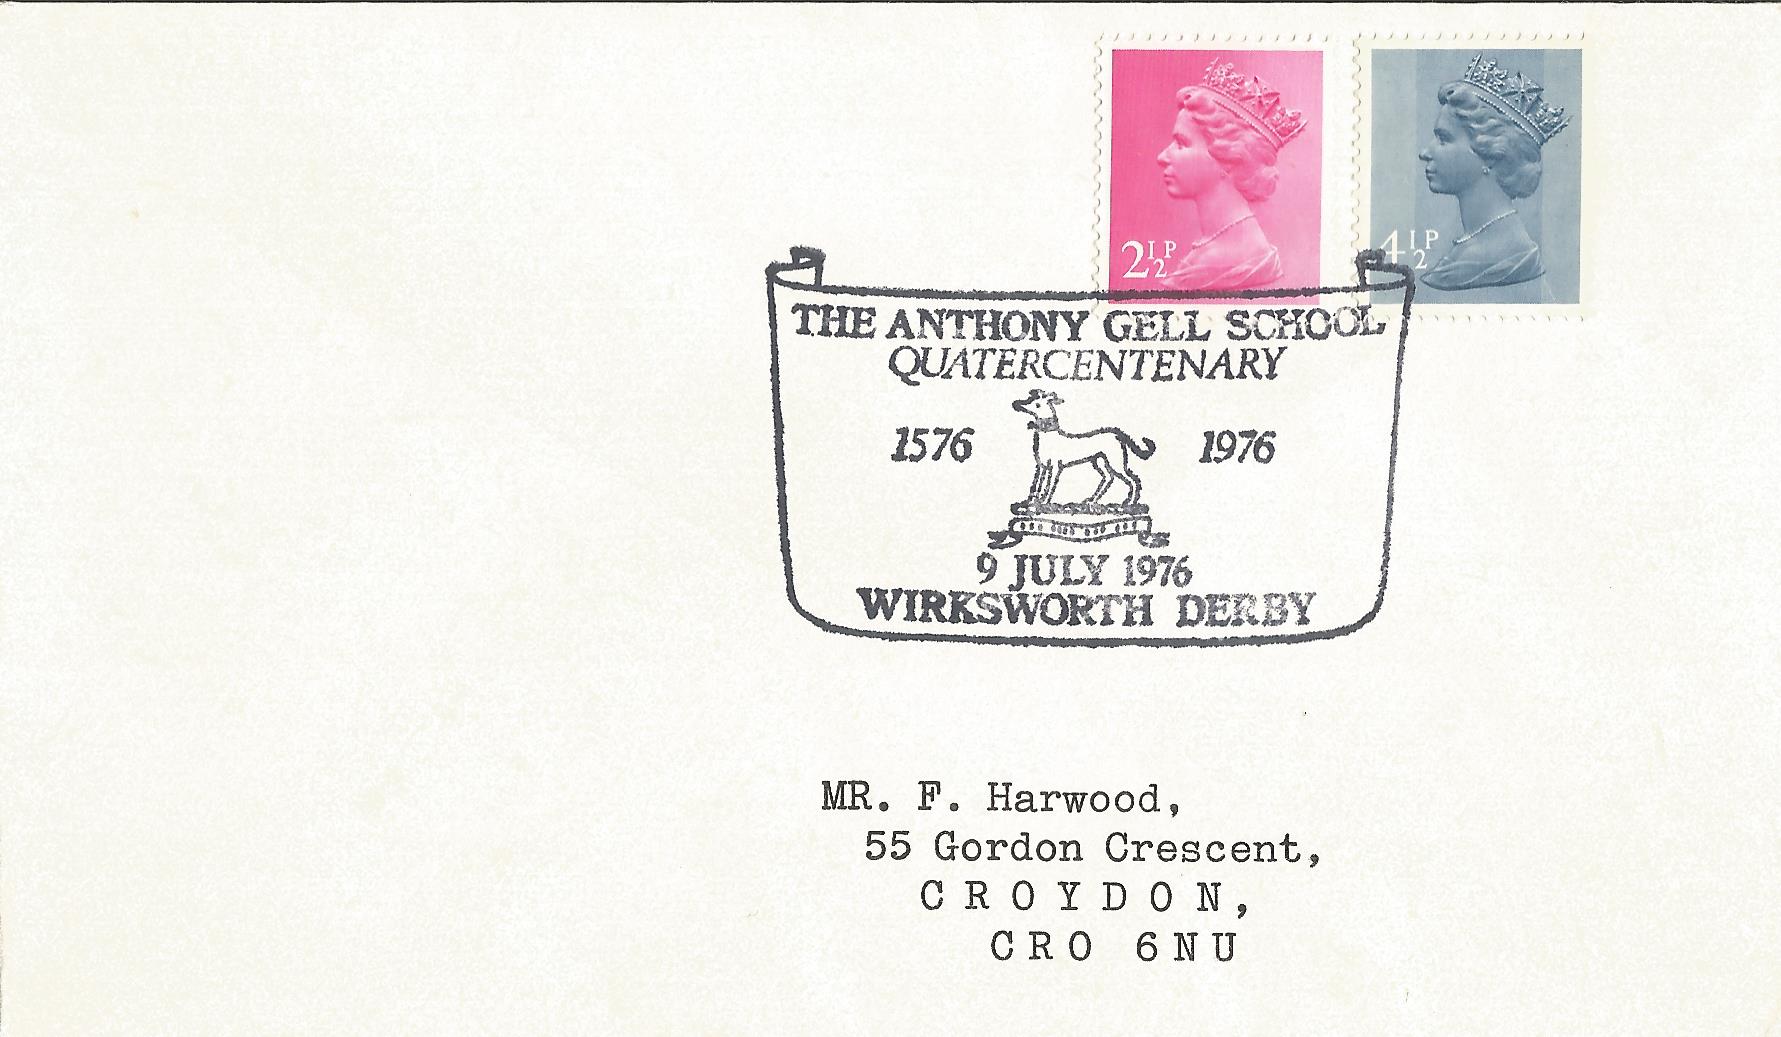 2½P
4½P
THE ANTHONY GELL SCHOOL
QUATERCENTENARY
1576 1976
9 JULY 1976
WIRKSWORTH DERBY
MR. F. Harwood,
55 Gordon Crescent,
CROYDON,
CRO 6NU